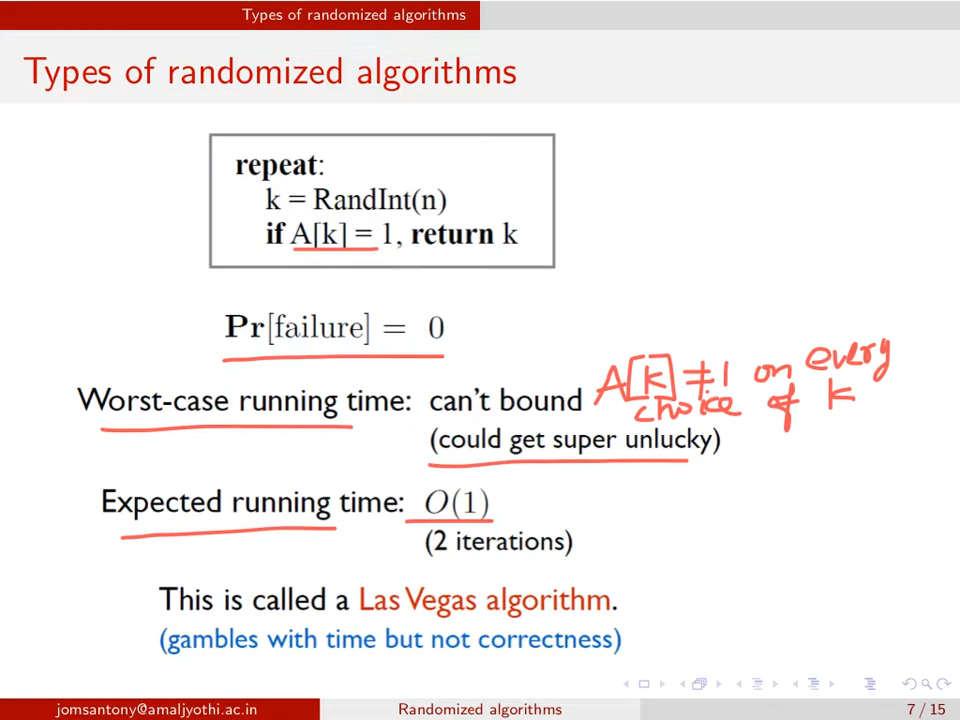 Types of randomized algorithms
Types of randomized algorithms
repeat:
k = RandInt(n)
if A[k] = 1, return k
Pr[failure] = 0
Worst-case running time: can't bound
A[k] ≠ 1 on every
choice of k
(could get super unlucky)
Expected running time: O(1)
(2 iterations)
This is called a Las Vegas algorithm.
(gambles with time but not correctness)
jomsantony@amaljyothi.ac.in Randomized algorithms 7 / 15